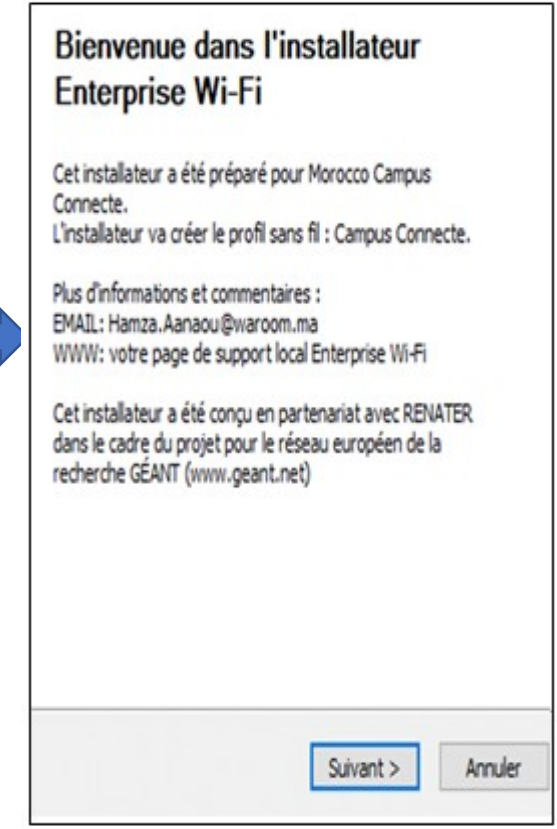 Bienvenue dans l'installateur
Enterprise Wi-Fi
Cet installateur a été préparé pour Morocco Campus
Connecte.
L'installateur va créer le profil sans fil : Campus Connecte.
Plus d'informations et commentaires :
EMAIL: Hamza.Aanaou@waroom.ma
WWW: votre page de support local Enterprise Wi-Fi
Cet installateur a été conçu en partenariat avec RENATER
dans le cadre du projet pour le réseau européen de la
recherche GÉANT (www.geant.net)
Suivant > Annuler